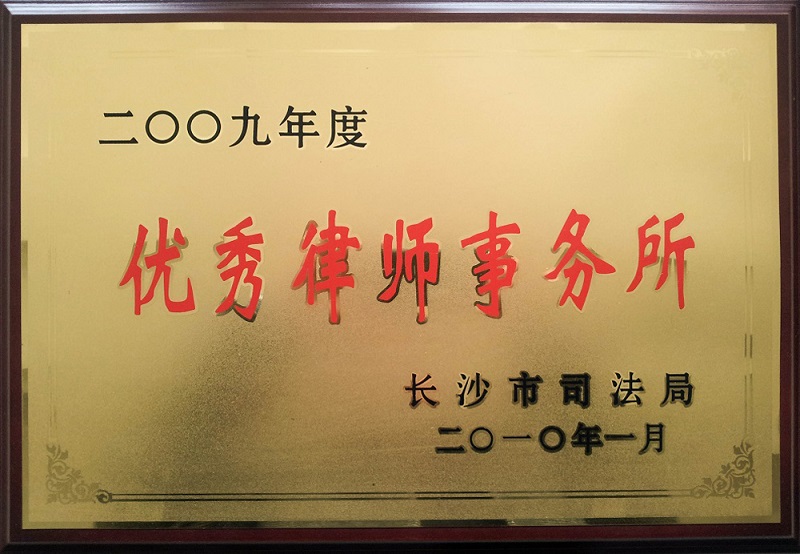 二〇〇九年度
优秀律师事务所
长沙市司法局
二〇一〇年一月